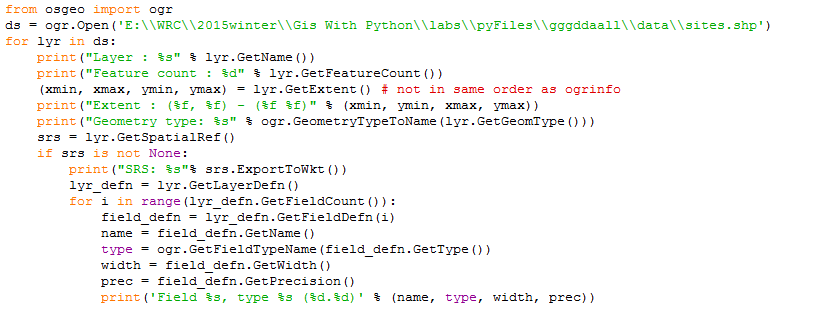 from osgeo import ogr
ds = ogr.Open('E:\\WRC\\2015winter\\Gis With Python\\labs\\pyFiles\\gggddaall\\data\\sites.shp')
for lyr in ds:
    print("Layer : %s" % lyr.GetName())
    print("Feature count : %d" % lyr.GetFeatureCount())
    (xmin, xmax, ymin, ymax) = lyr.GetExtent() # not in same order as ogrinfo
    print("Extent : (%f, %f) - (%f %f)" % (xmin, ymin, xmax, ymax))
    print("Geometry type: %s" % ogr.GeometryTypeToName(lyr.GetGeomType()))
    srs = lyr.GetSpatialRef()
    if srs is not None:
        print("SRS: %s"% srs.ExportToWkt())
        lyr_defn = lyr.GetLayerDefn()
        for i in range(lyr_defn.GetFieldCount()):
            field_defn = lyr_defn.GetFieldDefn(i)
            name = field_defn.GetName()
            type = ogr.GetFieldTypeName(field_defn.GetType())
            width = field_defn.GetWidth()
            prec = field_defn.GetPrecision()
            print('Field %s, type %s (%d.%d)' % (name, type, width, prec))